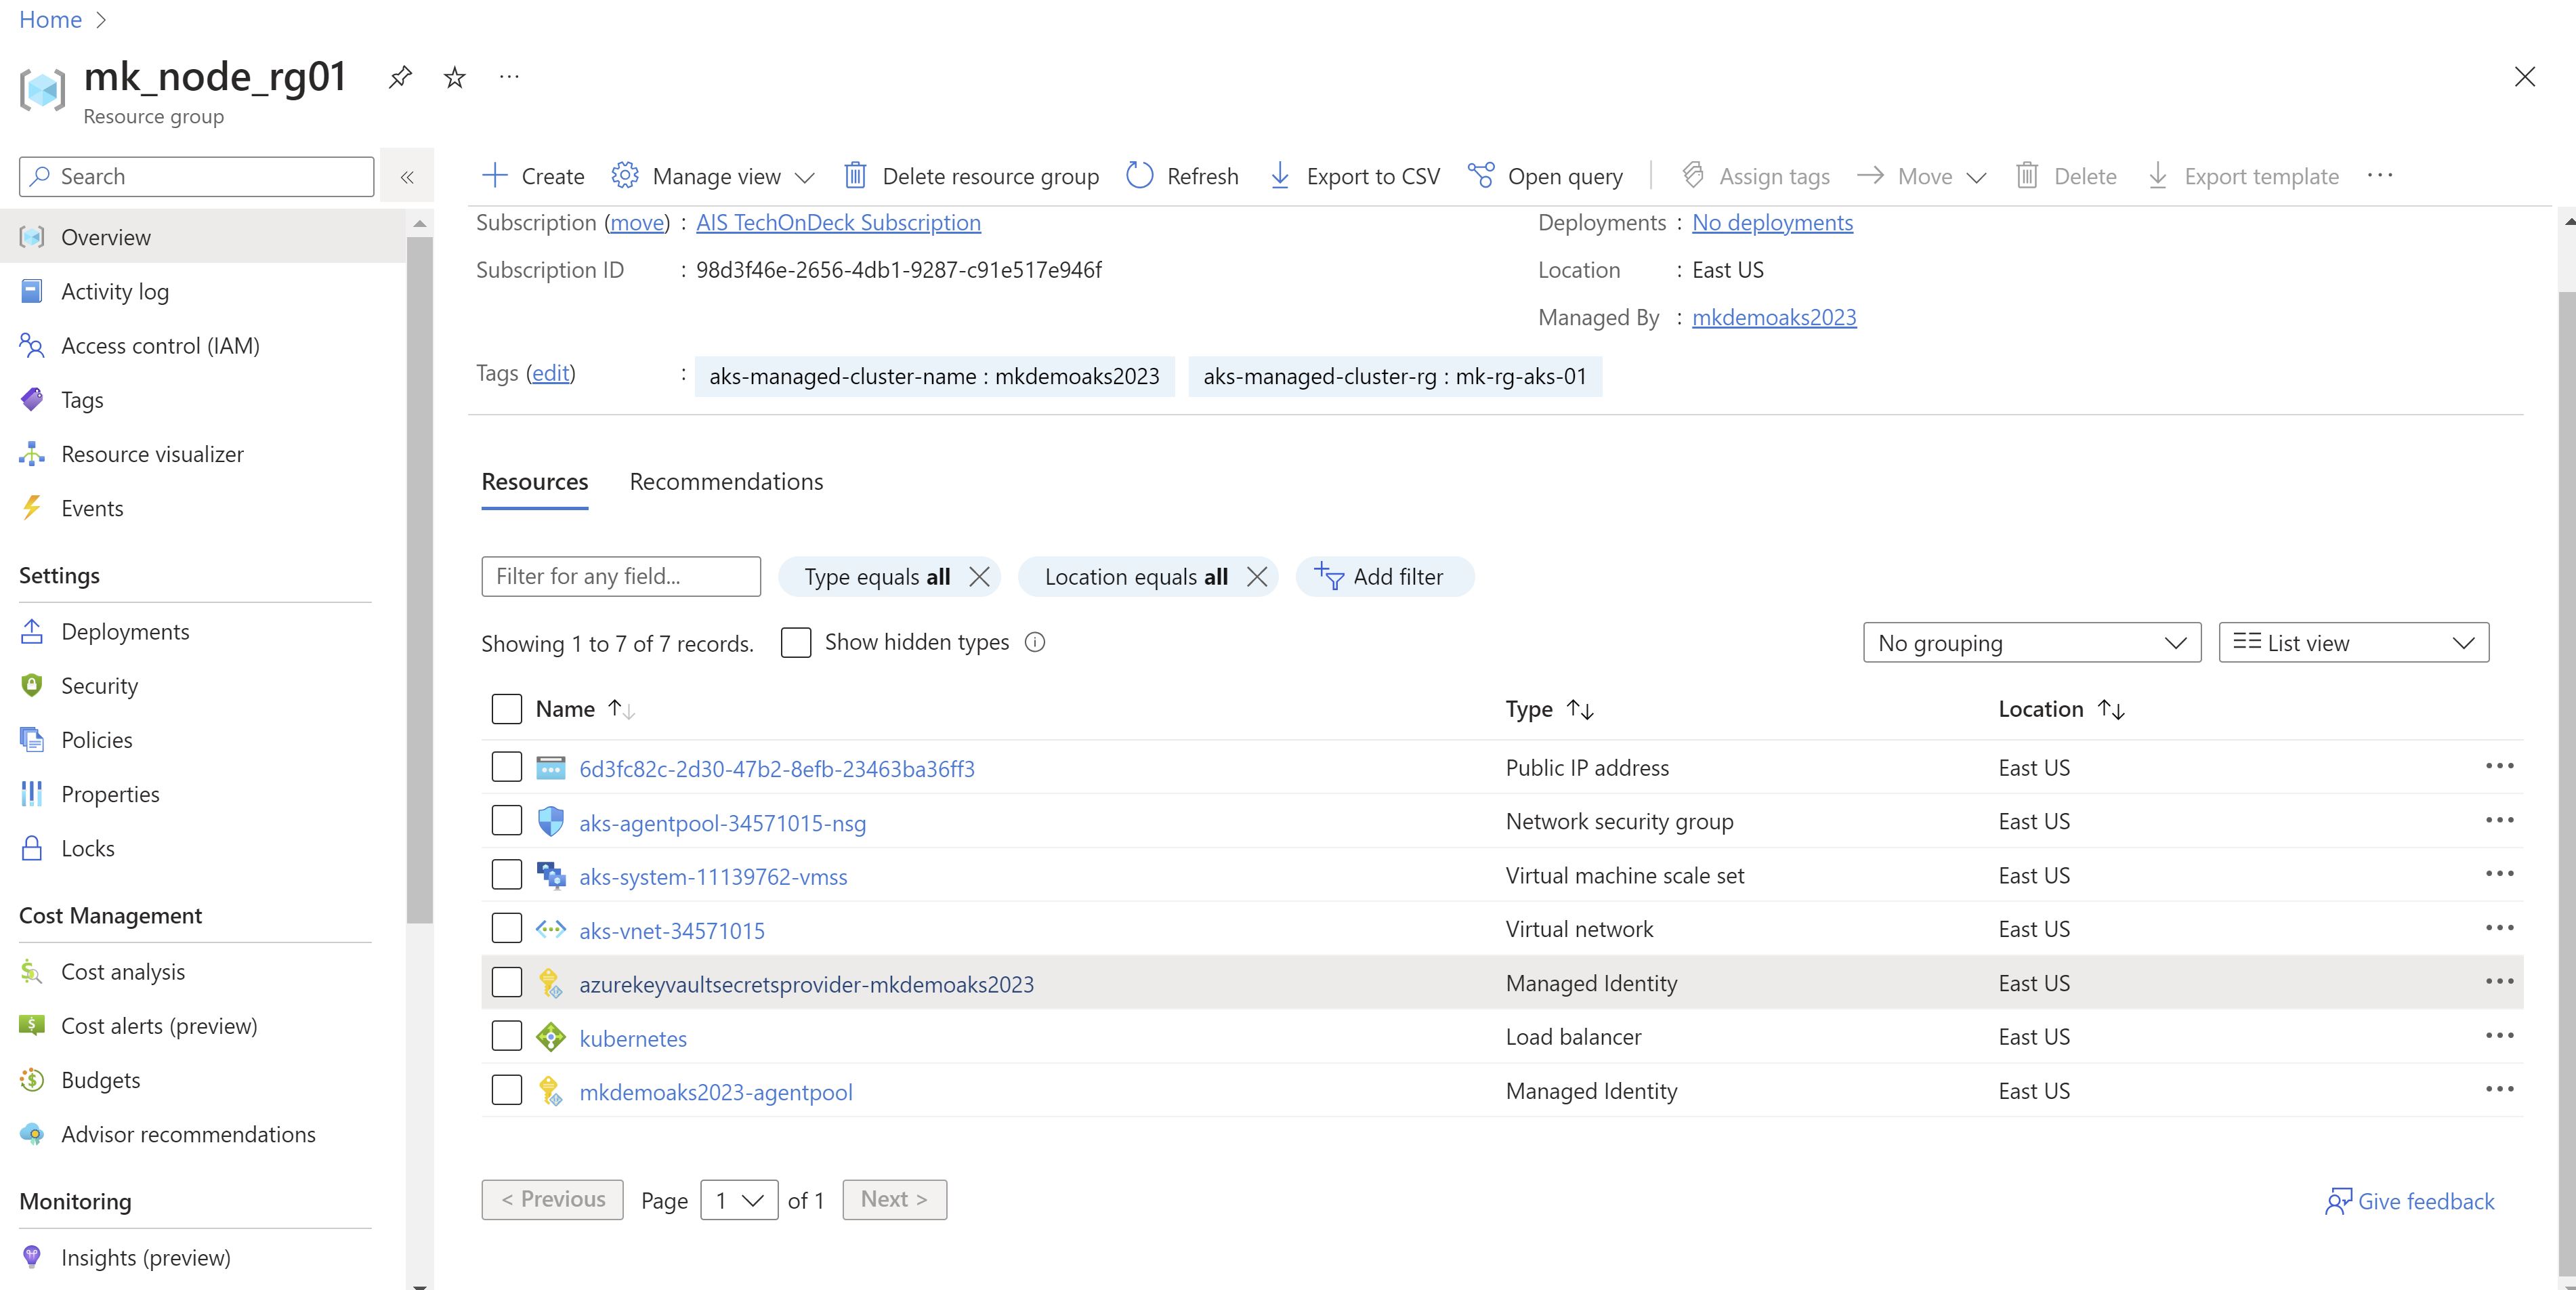 Home >
mk_node_rg01
Resource group
Search
Create
Manage view
Delete resource group
Refresh
Export to CSV
Open query
Assign tags
Move
Delete
Export template
Overview
Activity log
Access control (IAM)
Tags
Resource visualizer
Events
Settings
Deployments
Security
Policies
Properties
Locks
Cost Management
Cost analysis
Cost alerts (preview)
Budgets
Advisor recommendations
Monitoring
Insights (preview)
Subscription (move) : AIS TechOnDeck Subscription
Subscription ID : 98d3f46e-2656-4db1-9287-c91e517e946f
Deployments : No deployments
Location : East US
Managed By : mkdemoaks2023
Tags (edit) : aks-managed-cluster-name : mkdemoaks2023 aks-managed-cluster-rg : mk-rg-aks-01
Resources Recommendations
Filter for any field... Type equals all Location equals all Add filter
Showing 1 to 7 of 7 records. Show hidden types No grouping List view
Name Type Location
6d3fc82c-2d30-47b2-8efb-23463ba36ff3 Public IP address East US
aks-agentpool-34571015-nsg Network security group East US
aks-system-11139762-vmss Virtual machine scale set East US
aks-vnet-34571015 Virtual network East US
azurekeyvaultsecretsprovider-mkdemoaks2023 Managed Identity East US
kubernetes Load balancer East US
mkdemoaks2023-agentpool Managed Identity East US
< Previous Page 1 of 1 Next >
Give feedback